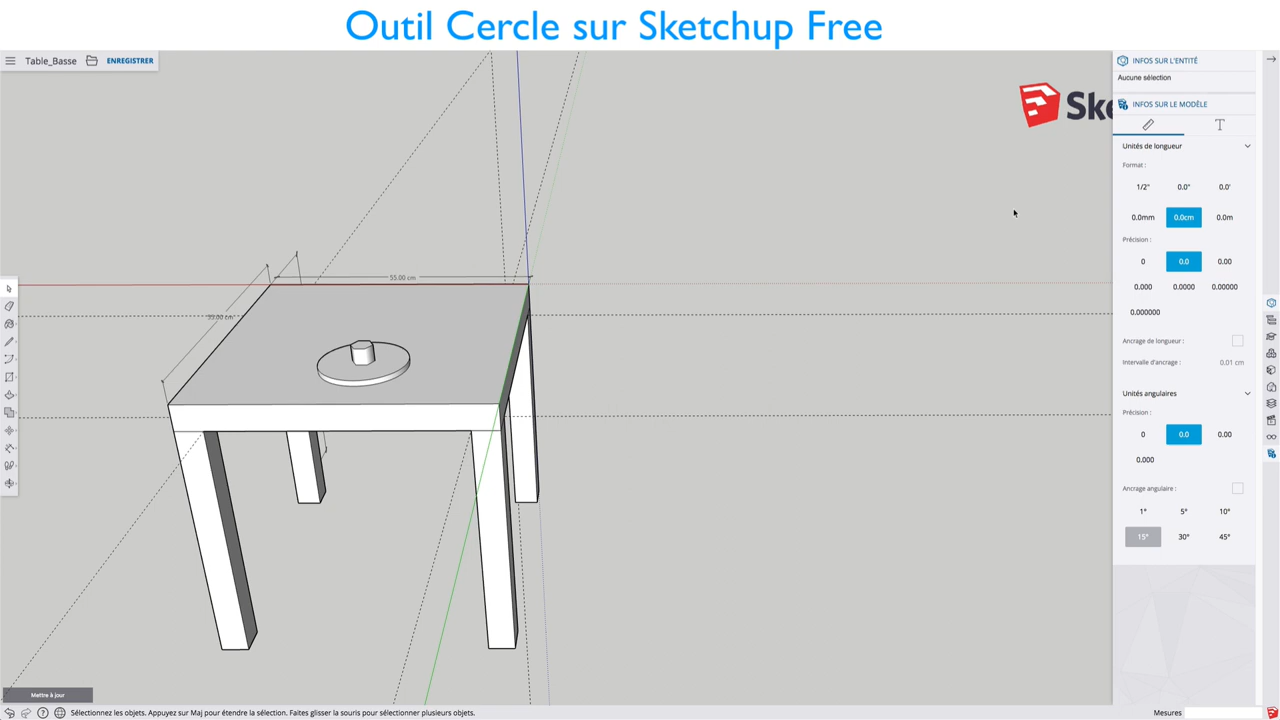 Outil Cercle sur Sketchup Free
Table_Basse
ENREGISTRER
INFOS SUR L'ENTITÉ
Aucune sélection
INFOS SUR LE MODÈLE
T
Unités de longueur
Format :
1/2" 0.0" 0.0'
0.0mm 0.0cm 0.0m
Précision :
0 0.0 0.00
0.000 0.0000 0.00000
0.000000
Ancrage de longueur :
Intervalle d'ancrage : 0,01 cm
Unités angulaires
Précision :
0 0.0 0.00
0.000
Ancrage angulaire :
1° 5° 10°
15° 30° 45°
Ske
55.00 cm
55.00 cm
Mettre à jour
Sélectionnez les objets. Appuyez sur Maj pour étendre la sélection. Faites glisser la souris pour sélectionner plusieurs objets.
Mesures